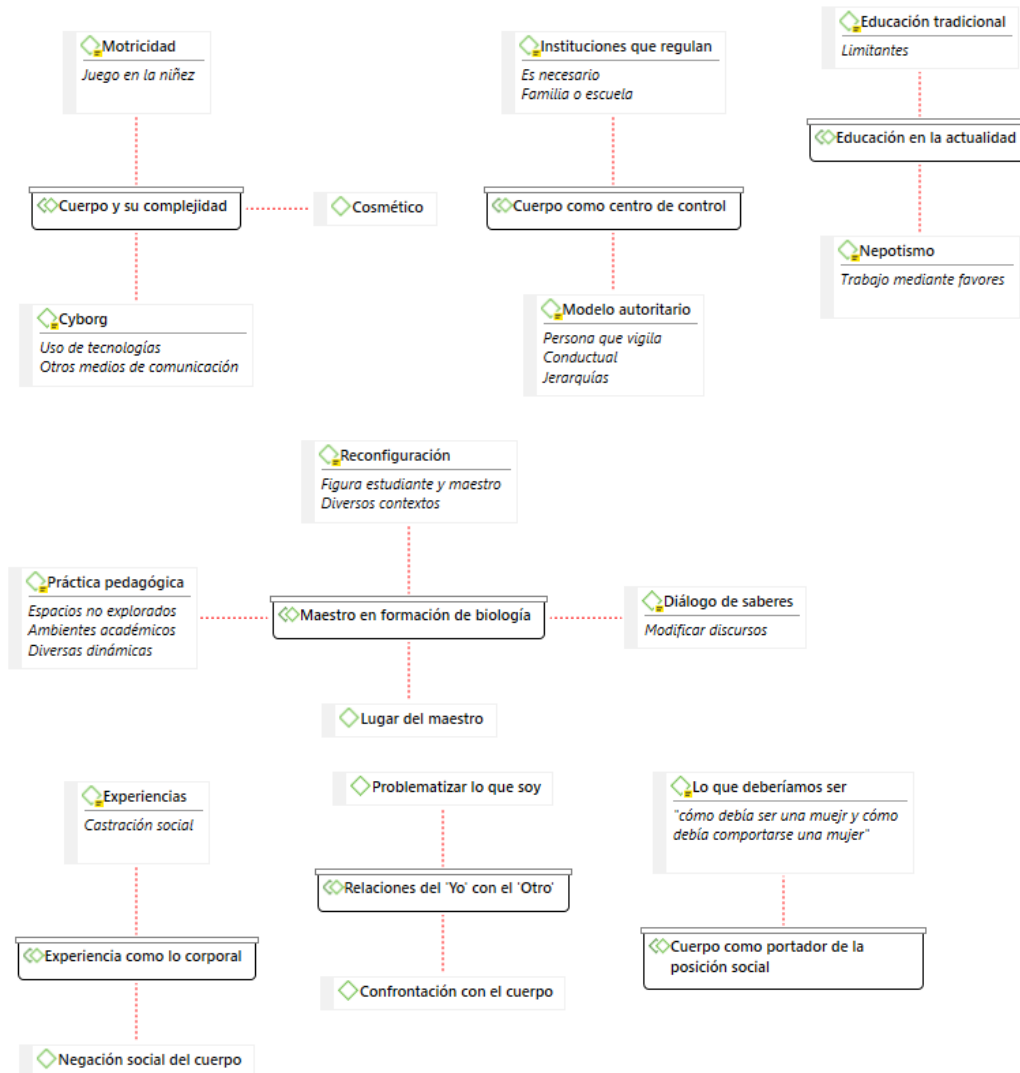 Motricidad
Juego en la niñez
Instituciones que regulan
Es necesario
Familia o escuela
Educación tradicional
Limitantes
Cuerpo y su complejidad
Cosmético
Cuerpo como centro de control
Educación en la actualidad
Cyborg
Uso de tecnologías
Otros medios de comunicación
Modelo autoritario
Persona que vigila
Conductual
Jerarquías
Nepotismo
Trabajo mediante favores
Reconfiguración
Figura estudiante y maestro
Diversos contextos
Práctica pedagógica
Espacios no explorados
Ambientes académicos
Diversas dinámicas
Maestro en formación de biología
Diálogo de saberes
Modificar discursos
Lugar del maestro
Experiencias
Castración social
Problematizar lo que soy
Lo que deberíamos ser
"cómo debía ser una muejr y cómo
debía comportarse una mujer"
Experiencia como lo corporal
Relaciones del 'Yo' con el 'Otro'
Cuerpo como portador de la
posición social
Negación social del cuerpo
Confrontación con el cuerpo